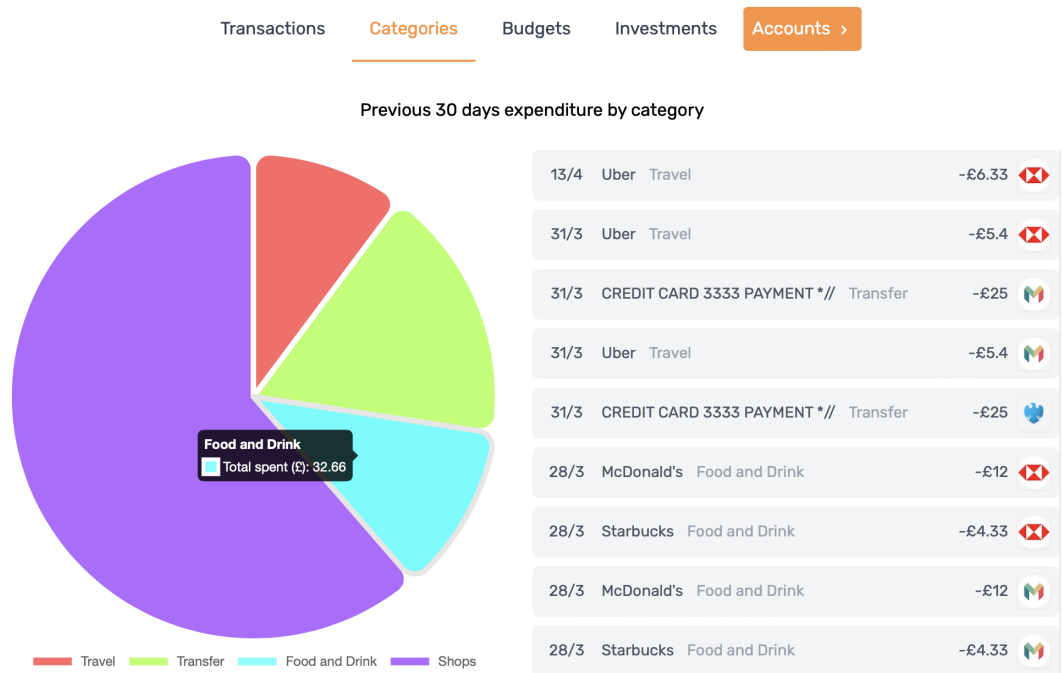 Transactions Categories Budgets Investments Accounts >
Previous 30 days expenditure by category
13/4 Uber Travel -£6.33
31/3 Uber Travel -£5.4
31/3 CREDIT CARD 3333 PAYMENT *// Transfer -£25
31/3 Uber Travel -£5.4
31/3 CREDIT CARD 3333 PAYMENT *// Transfer -£25
28/3 McDonald's Food and Drink -£12
28/3 Starbucks Food and Drink -£4.33
28/3 McDonald's Food and Drink -£12
28/3 Starbucks Food and Drink -£4.33
Food and Drink
Total spent (£): 32.66
Travel Transfer Food and Drink Shops